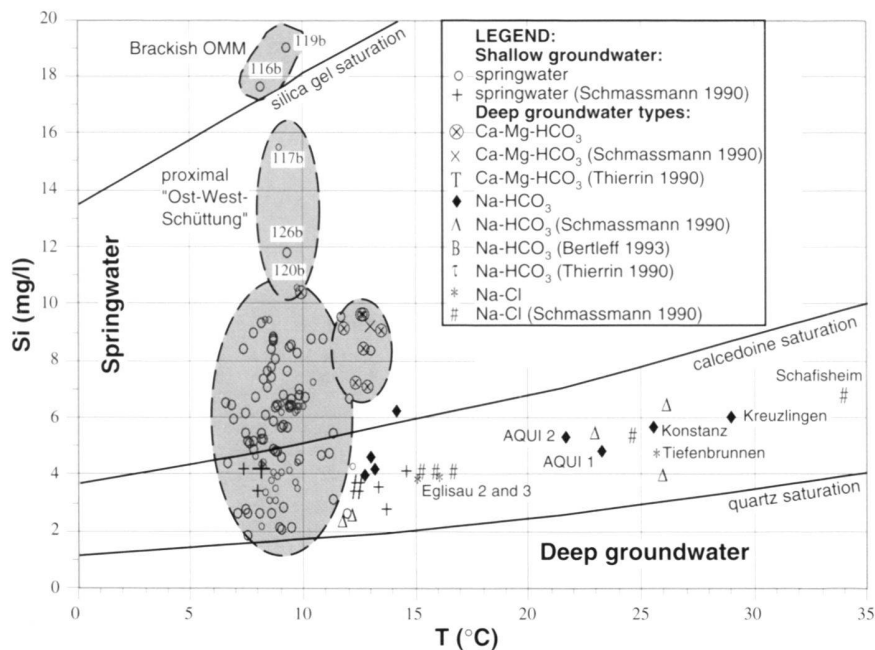 LEGEND:
Shallow groundwater:
○ springwater
+ springwater (Schmassmann 1990)
Deep groundwater types:
⊗ Ca-Mg-HCO₃
× Ca-Mg-HCO₃ (Schmassmann 1990)
T Ca-Mg-HCO₃ (Thierrin 1990)
◆ Na-HCO₃
Λ Na-HCO₃ (Schmassmann 1990)
B Na-HCO₃ (Bertleff 1993)
τ Na-HCO₃ (Thierrin 1990)
* Na-Cl
# Na-Cl (Schmassmann 1990)
Brackish OMM
119b
116b
silica gel saturation
117b
proximal
"Ost-West-
Schüttung"
126b
120b
Springwater
calcedoine saturation
Schafisheim
Kreuzlingen
Konstanz
AQUI 2
AQUI 1
Tiefenbrunnen
Eglisau 2 and 3
quartz saturation
Deep groundwater
Si (mg/l)
20
18
16
14
12
10
8
6
4
2
0
0 5 10 15 20 25 30 35
T (°C)